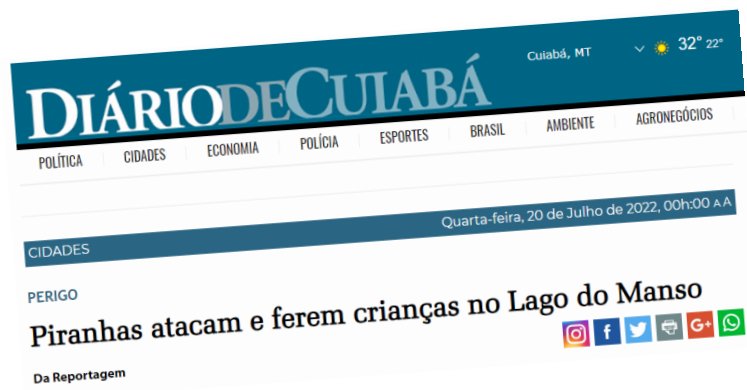 DIÁRIODECUIABÁ
Cuiabá, MT 32° 22°
POLÍTICA CIDADES ECONOMIA POLÍCIA ESPORTES BRASIL AMBIENTE AGRONEGÓCIOS
CIDADES Quarta-feira, 20 de Julho de 2022, 00h:00 A A
PERIGO
Piranhas atacam e ferem crianças no Lago do Manso
f G+
Da Reportagem